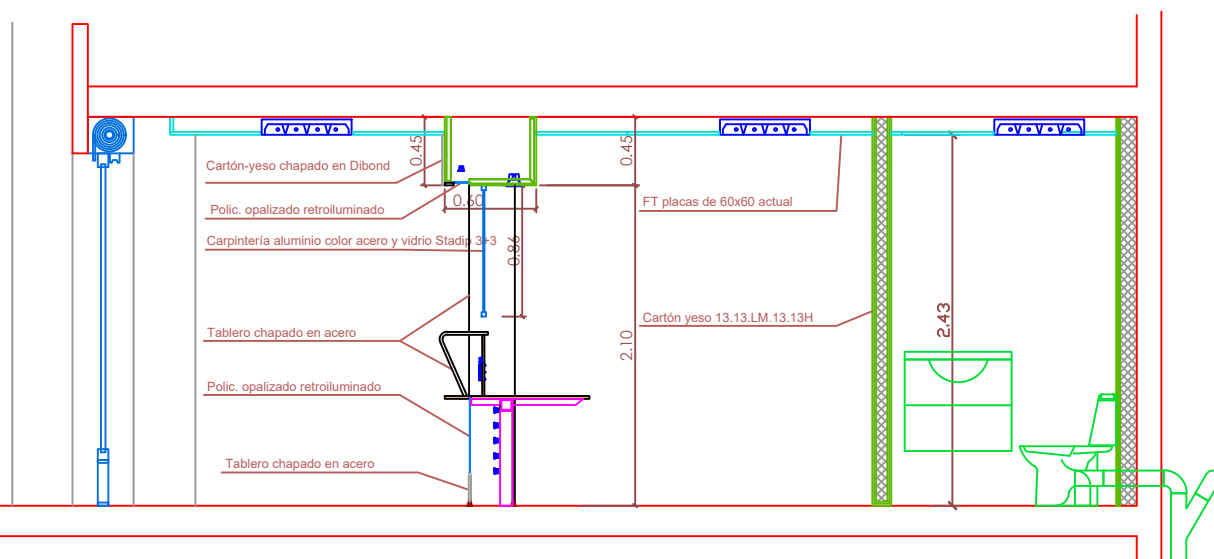 0.45
0.45
Cartón-yeso chapado en Dibond
0.60
FT placas de 60x60 actual
Polic. opalizado retroiluminado
Carpintería aluminio color acero y vidrio Stadip 3+3
0.86
Cartón yeso 13.13.LM.13.13H
2.43
Tablero chapado en acero
2.10
Polic. opalizado retroiluminado
Tablero chapado en acero